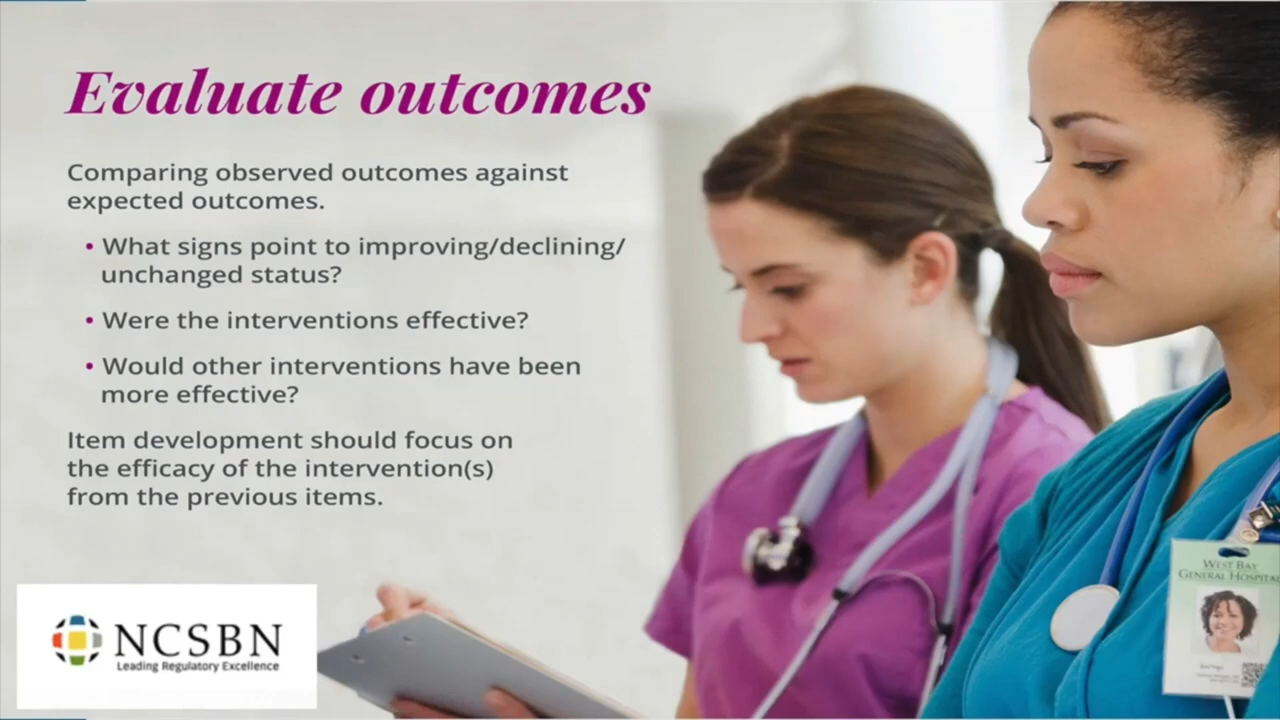 Evaluate outcomes
Comparing observed outcomes against
expected outcomes.
• What signs point to improving/declining/
unchanged status?
• Were the interventions effective?
• Would other interventions have been
more effective?
Item development should focus on
the efficacy of the intervention(s)
from the previous items.
NCSBN
Leading Regulatory Excellence
WEST BAY
GENERAL HOSPITAL